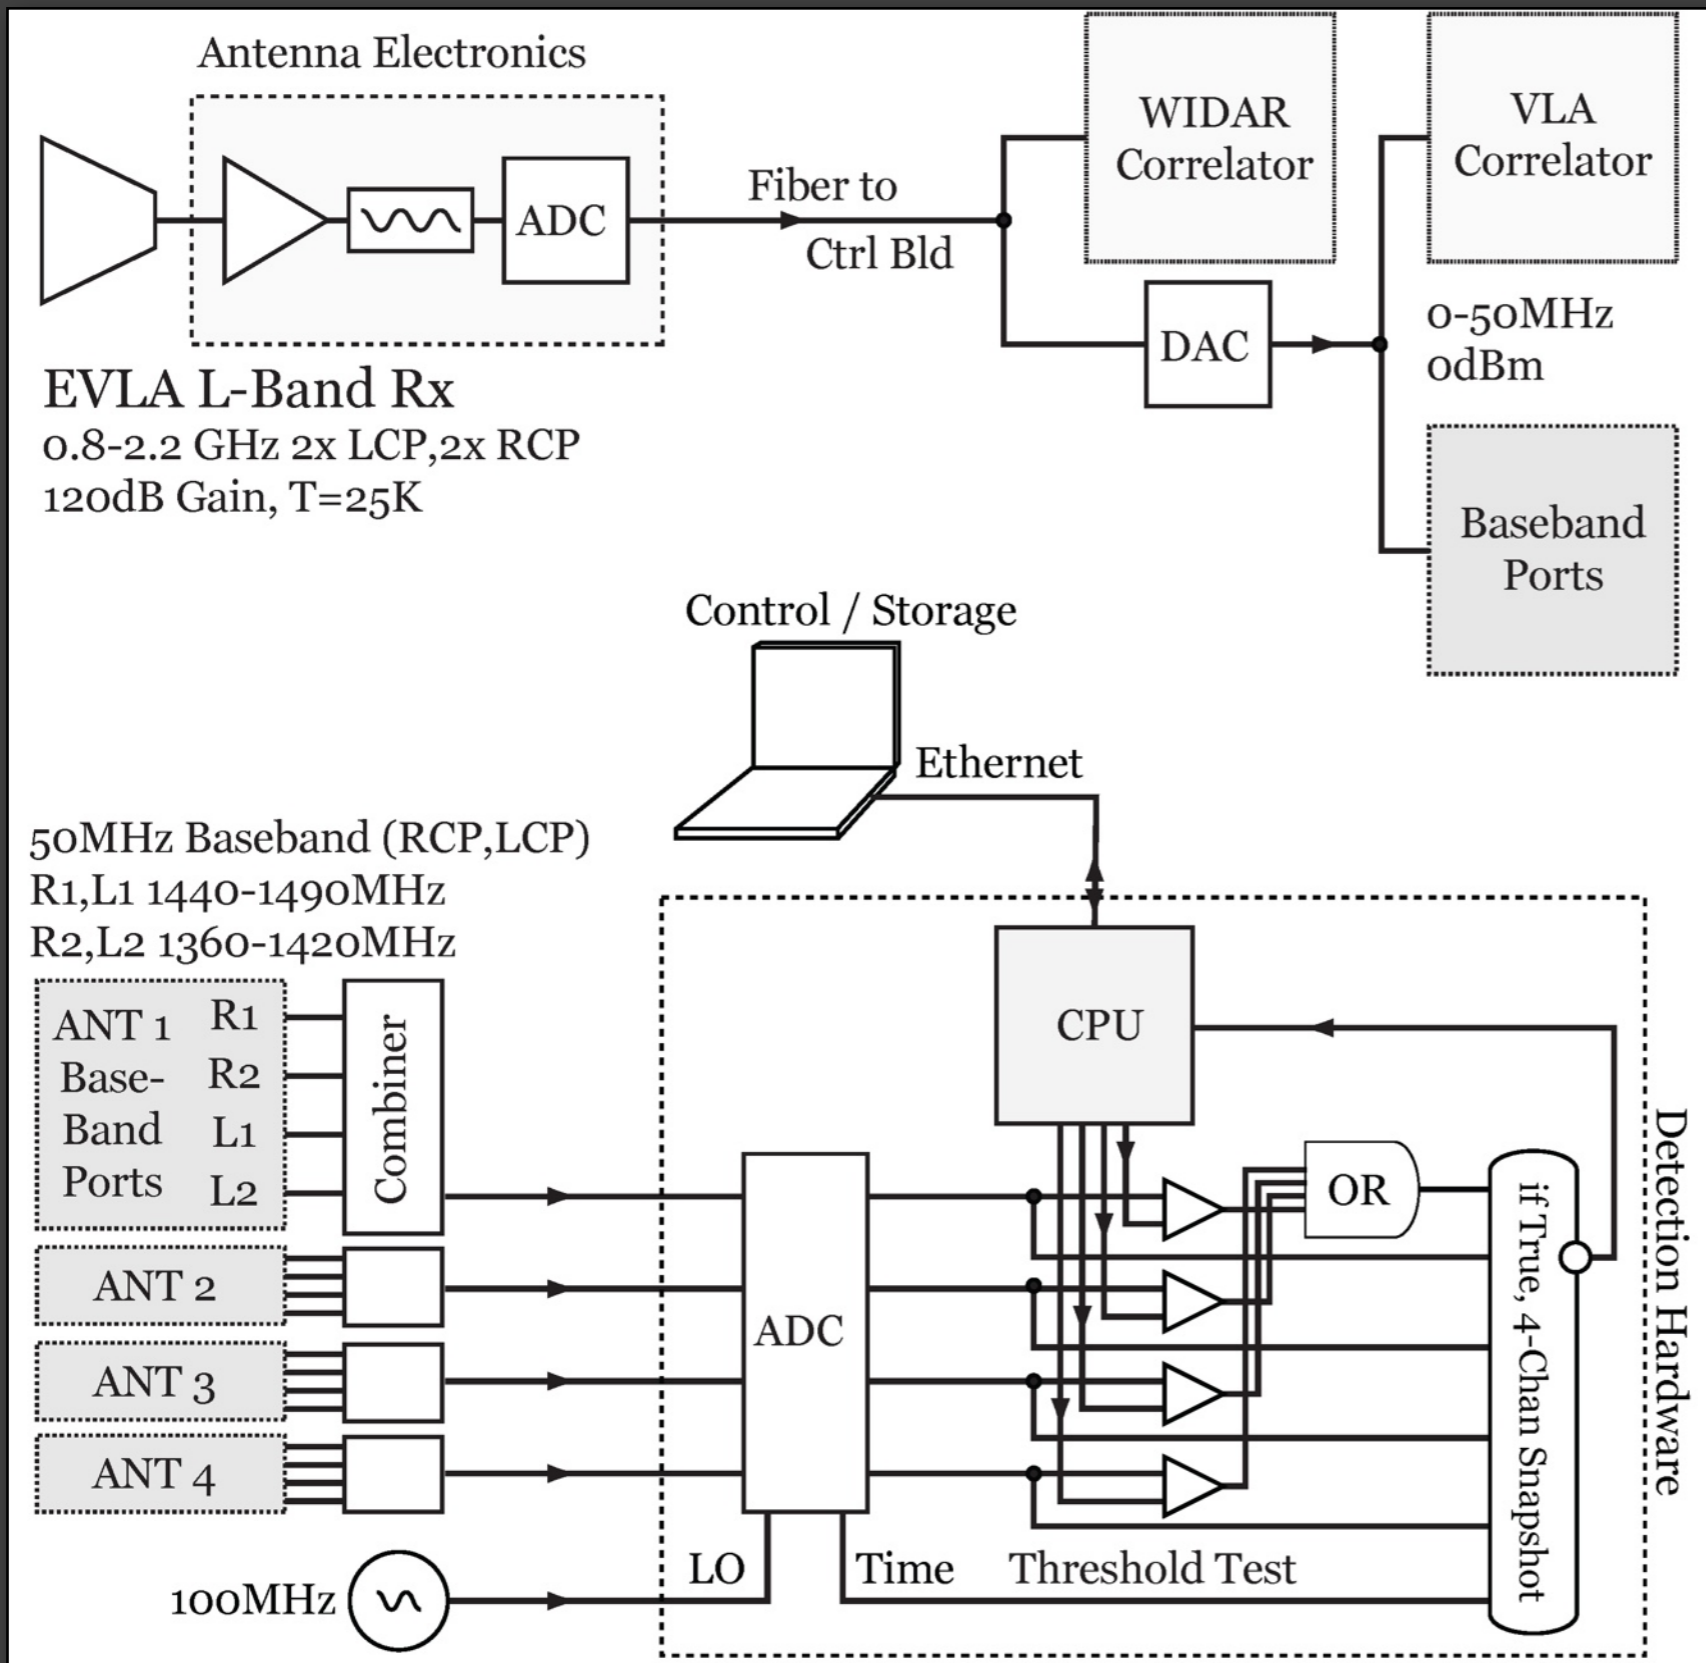 Antenna Electronics
ADC
Fiber to
Ctrl Bld
WIDAR
Correlator
VLA
Correlator
DAC
0-50MHz
0dBm
Baseband
Ports
EVLA L-Band Rx
0.8-2.2 GHz 2x LCP,2x RCP
120dB Gain, T=25K
Control / Storage
Ethernet
50MHz Baseband (RCP,LCP)
R1,L1 1440-1490MHz
R2,L2 1360-1420MHz
ANT 1
Base-
Band
Ports
R1
R2
L1
L2
Combiner
ANT 2
ANT 3
ANT 4
100MHz
LO
Time
ADC
CPU
OR
Threshold Test
if True, 4-Chan Snapshot
Detection Hardware